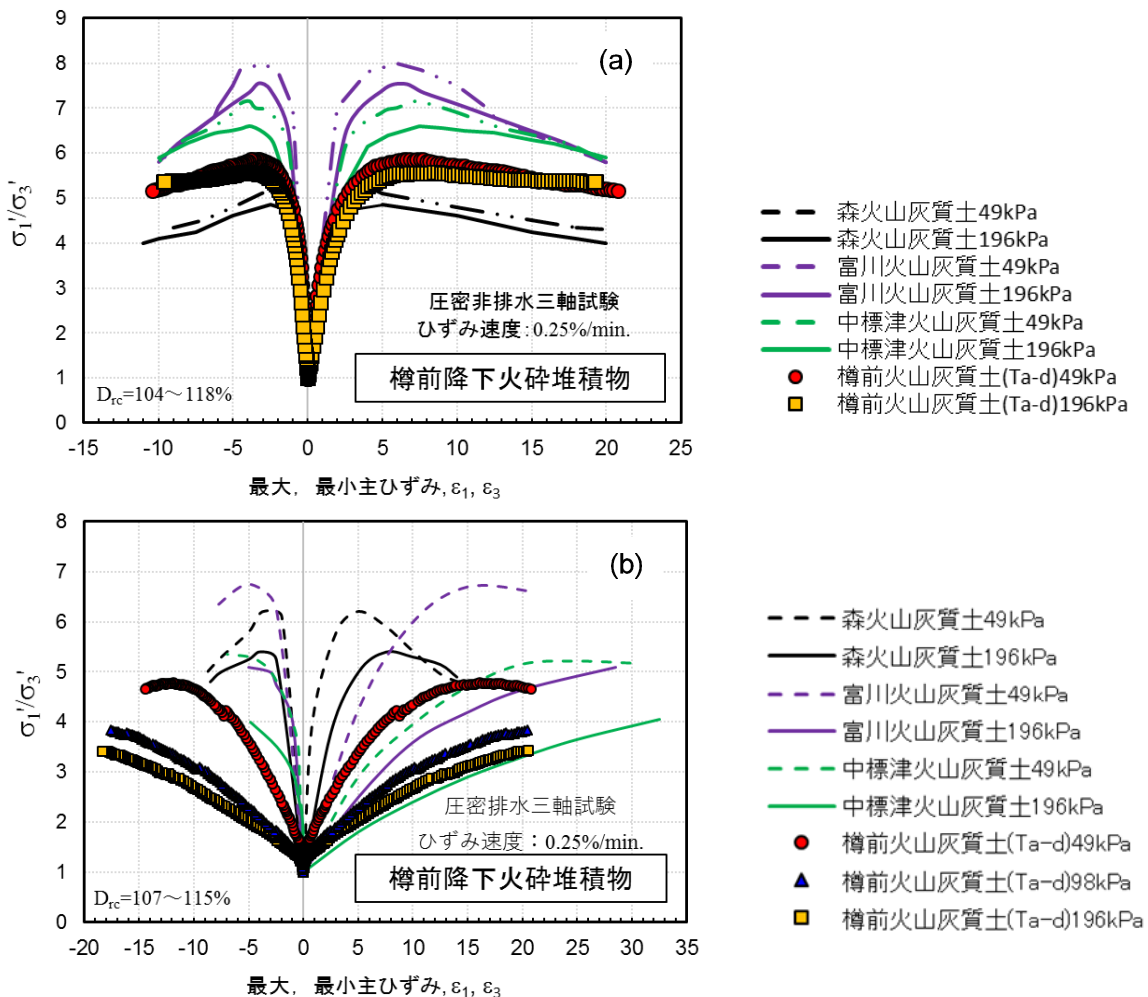 9
8
7
6
5
4
3
2
1
0
σ₁'/σ₃'
(a)
圧密非排水三軸試験
ひずみ速度:0.25%/min.
樽前降下火砕堆積物
D_rc=104～118%
-15 -10 -5 0 5 10 15 20 25
最大, 最小主ひずみ, ε₁, ε₃
森火山灰質土49kPa
森火山灰質土196kPa
富川火山灰質土49kPa
富川火山灰質土196kPa
中標津火山灰質土49kPa
中標津火山灰質土196kPa
樽前火山灰質土(Ta-d)49kPa
樽前火山灰質土(Ta-d)196kPa
8
7
6
5
4
3
2
1
0
σ₁'/σ₃'
(b)
圧密排水三軸試験
ひずみ速度：0.25%/min.
樽前降下火砕堆積物
D_rc=107～115%
-20 -15 -10 -5 0 5 10 15 20 25 30 35
最大, 最小主ひずみ, ε₁, ε₃
森火山灰質土49kPa
森火山灰質土196kPa
富川火山灰質土49kPa
富川火山灰質土196kPa
中標津火山灰質土49kPa
中標津火山灰質土196kPa
樽前火山灰質土(Ta-d)49kPa
樽前火山灰質土(Ta-d)98kPa
樽前火山灰質土(Ta-d)196kPa